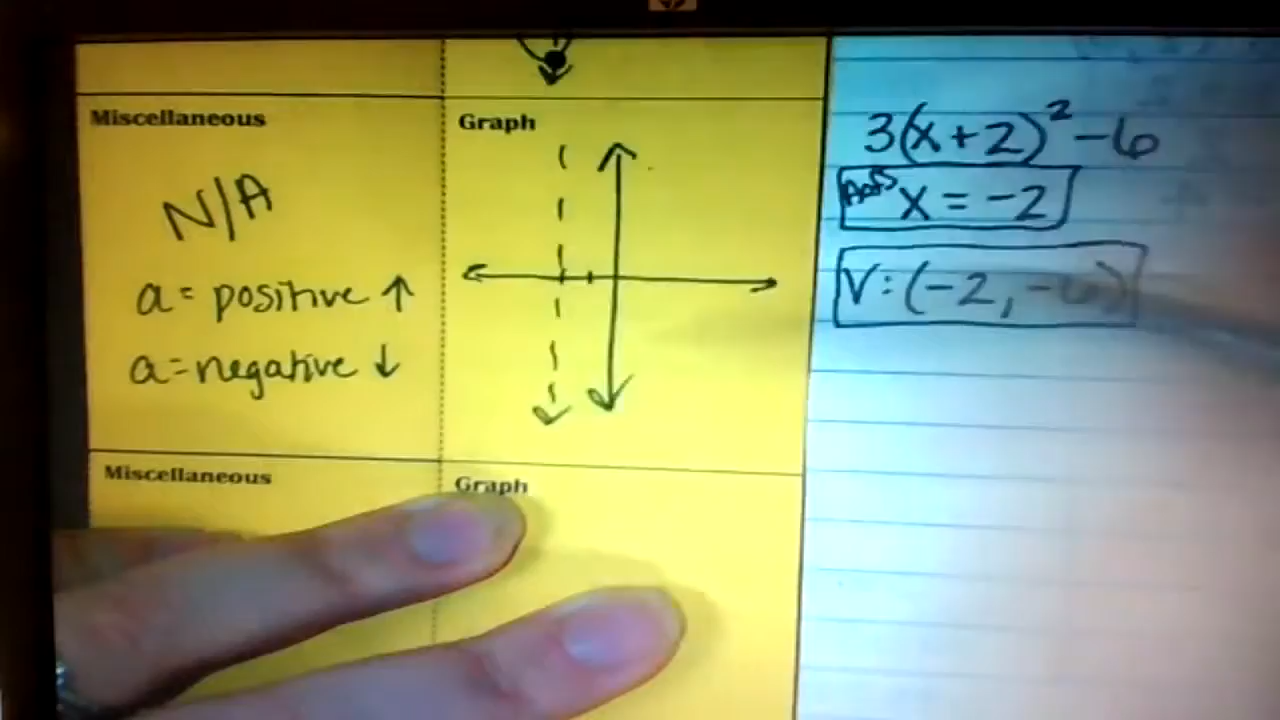 Miscellaneous
N/A
a= positive ↑
a=negative ↓
Graph
3(x+2)²-6
AOS x = -2
V: (-2, -6)
Miscellaneous
Graph